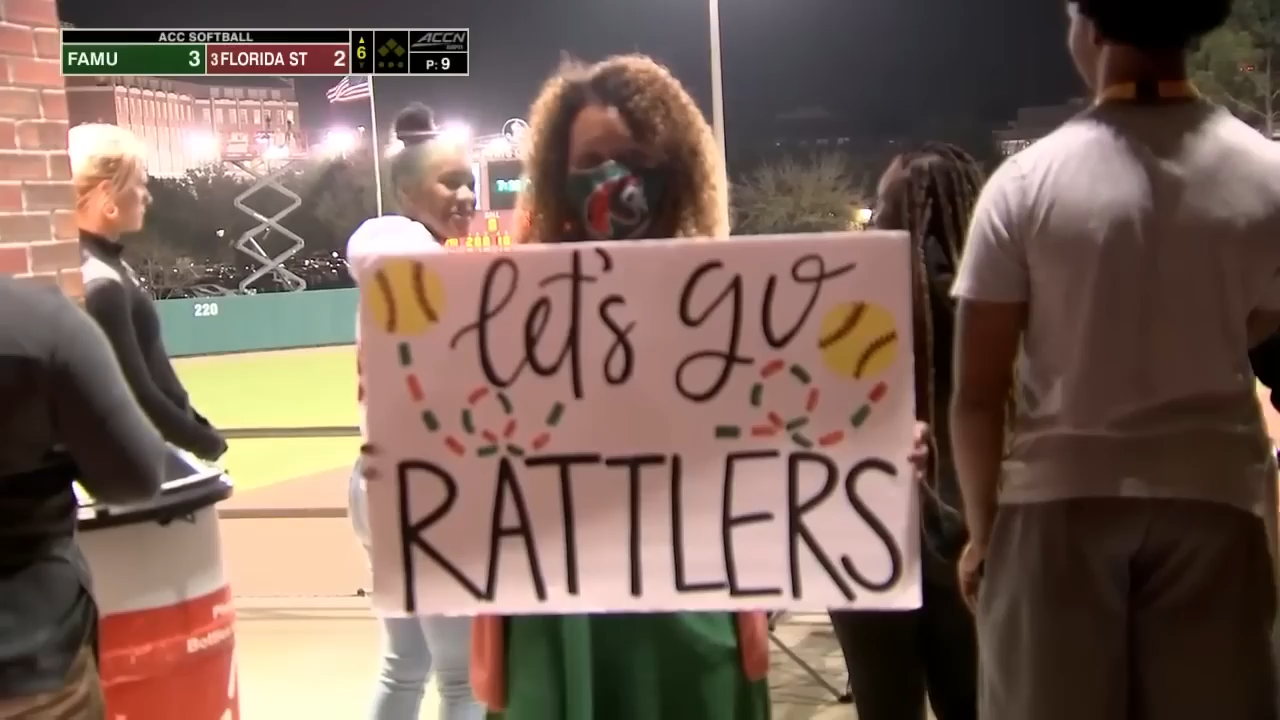 ACC SOFTBALL
ACCN
FAMU 3 3 FLORIDA ST 2 6 P: 9
220
let's go
RATTLERS